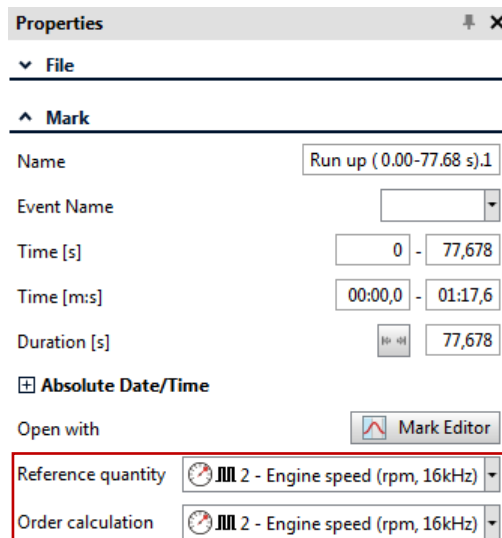 Properties
File
Mark
Name Run up ( 0.00-77.68 s).1
Event Name
Time [s] 0 - 77,678
Time [m:s] 00:00,0 - 01:17,6
Duration [s] 77,678
Absolute Date/Time
Open with Mark Editor
Reference quantity 2 - Engine speed (rpm, 16kHz)
Order calculation 2 - Engine speed (rpm, 16kHz)